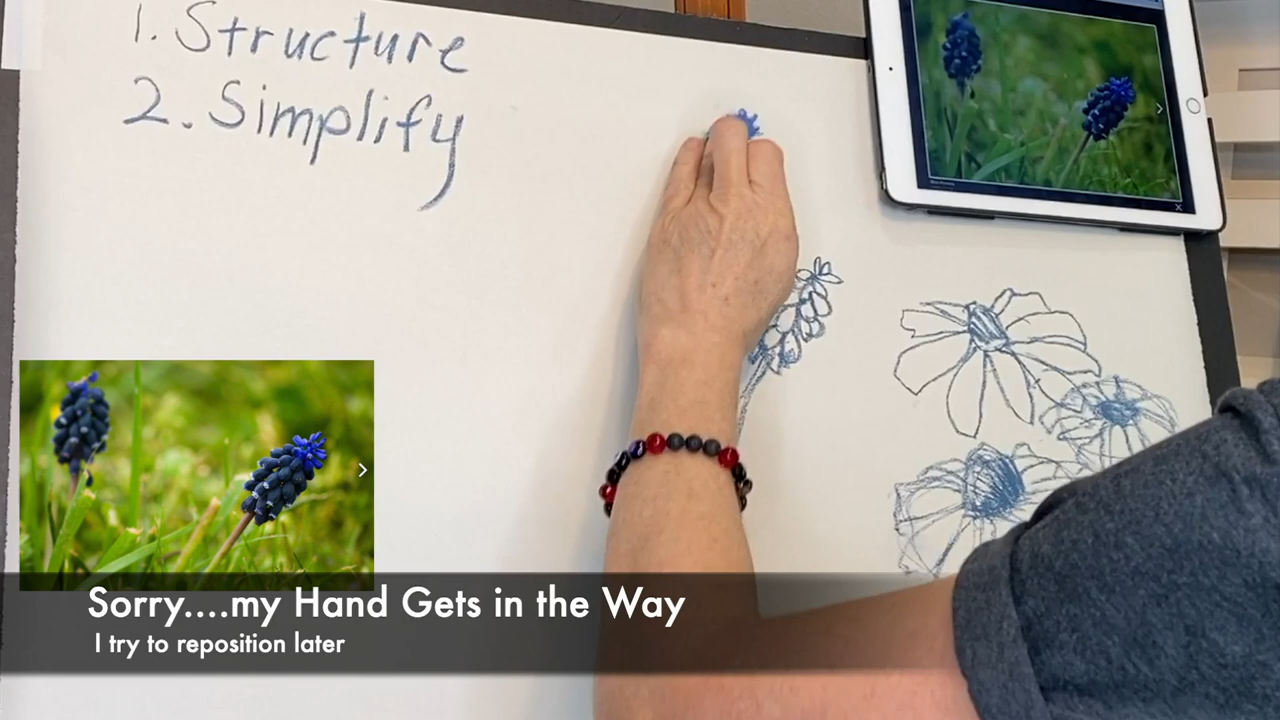 1. Structure
2. Simplify
Sorry....my Hand Gets in the Way
I try to reposition later